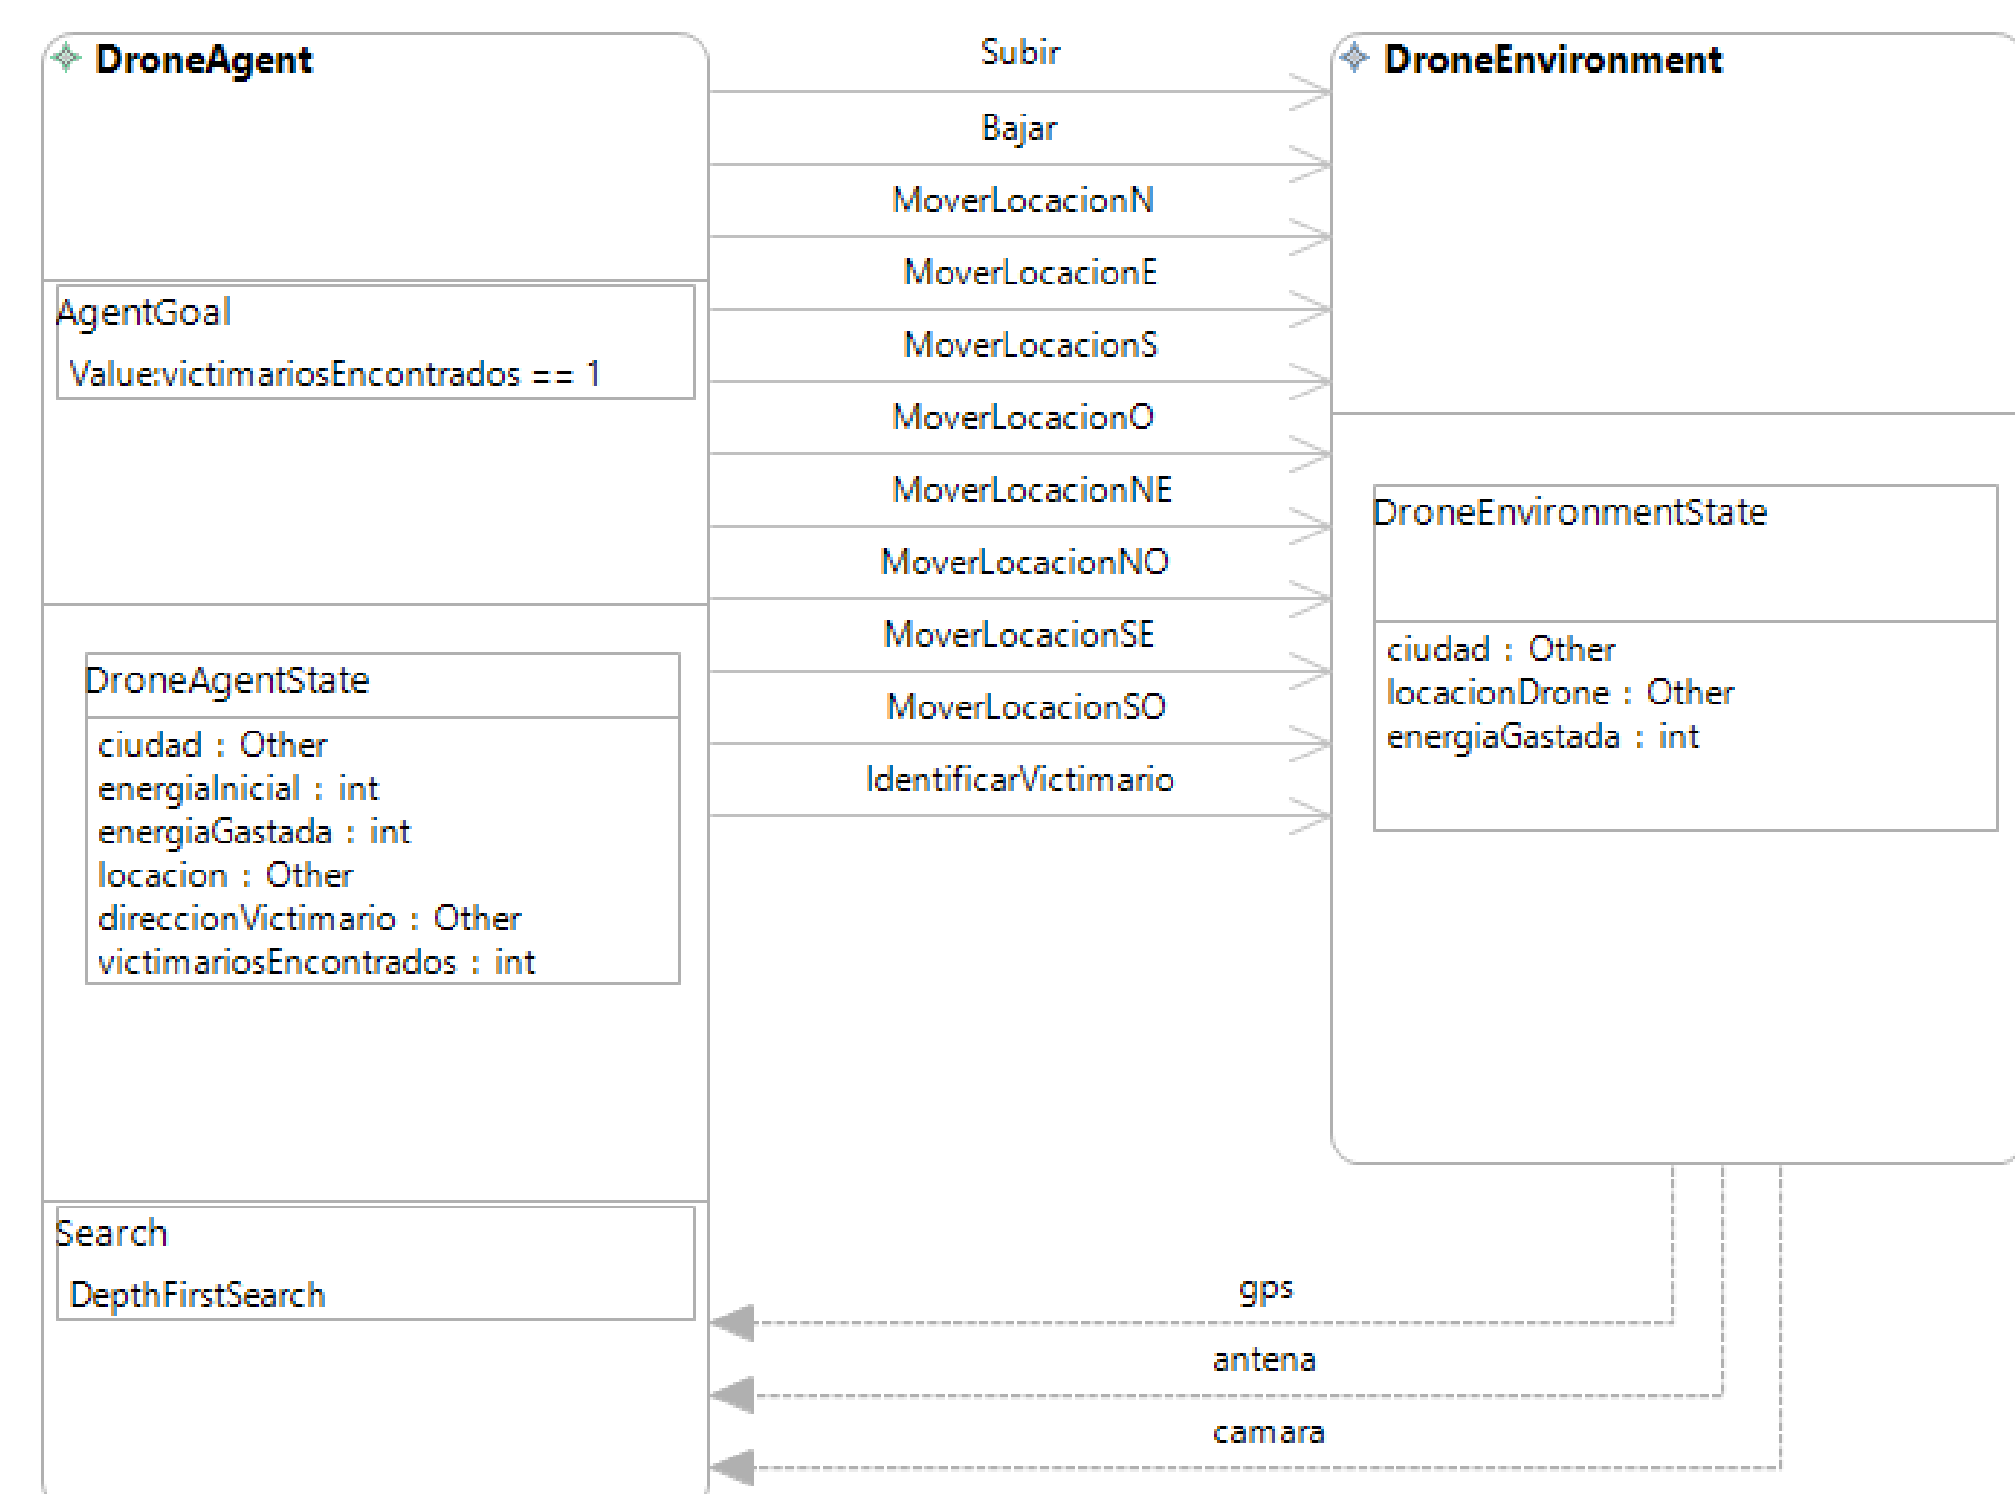 DroneAgent
AgentGoal
Value:victimariosEncontrados == 1
DroneAgentState
ciudad : Other
energiaInicial : int
energiaGastada : int
locacion : Other
direccionVictimario : Other
victimariosEncontrados : int
Search
DepthFirstSearch
Subir
Bajar
MoverLocacionN
MoverLocacionE
MoverLocacionS
MoverLocacionO
MoverLocacionNE
MoverLocacionNO
MoverLocacionSE
MoverLocacionSO
IdentificarVictimario
DroneEnvironment
DroneEnvironmentState
ciudad : Other
locacionDrone : Other
energiaGastada : int
gps
antena
camara